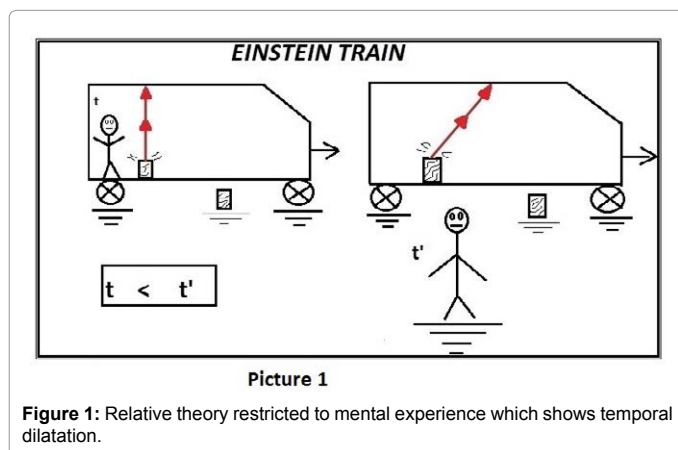 EINSTEIN TRAIN
t
t'
t < t'
Picture 1
Figure 1: Relative theory restricted to mental experience which shows temporal
dilatation.